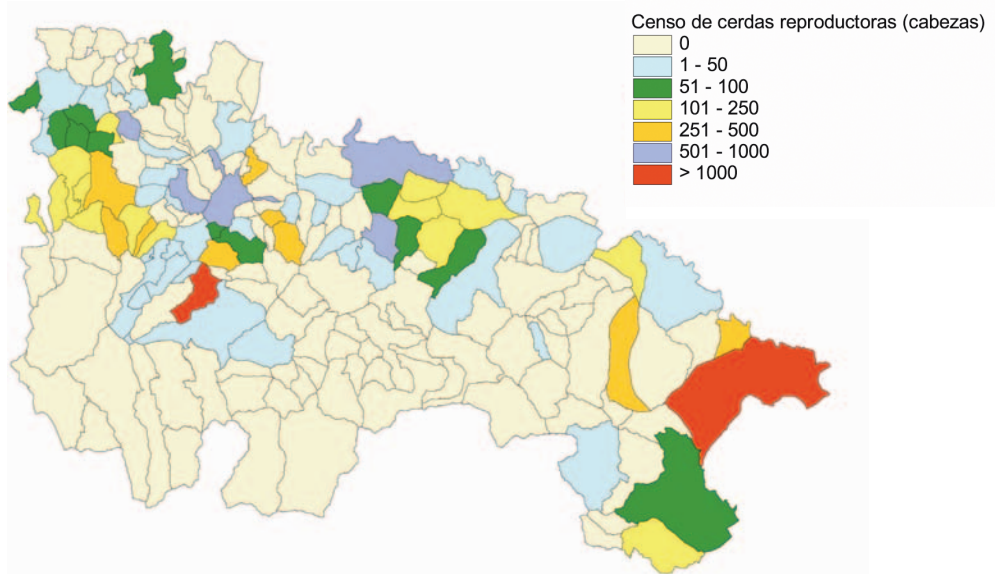 Censo de cerdas reproductoras (cabezas)
0
1 - 50
51 - 100
101 - 250
251 - 500
501 - 1000
> 1000